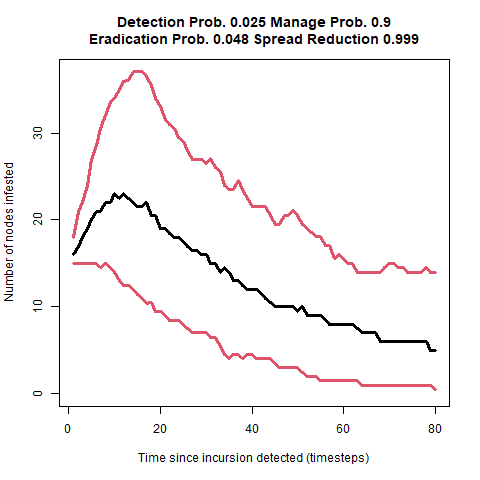 Detection Prob. 0.025 Manage Prob. 0.9
Eradication Prob. 0.048 Spread Reduction 0.999
Number of nodes infested
30
20
10
0
0
20
40
60
80
Time since incursion detected (timesteps)